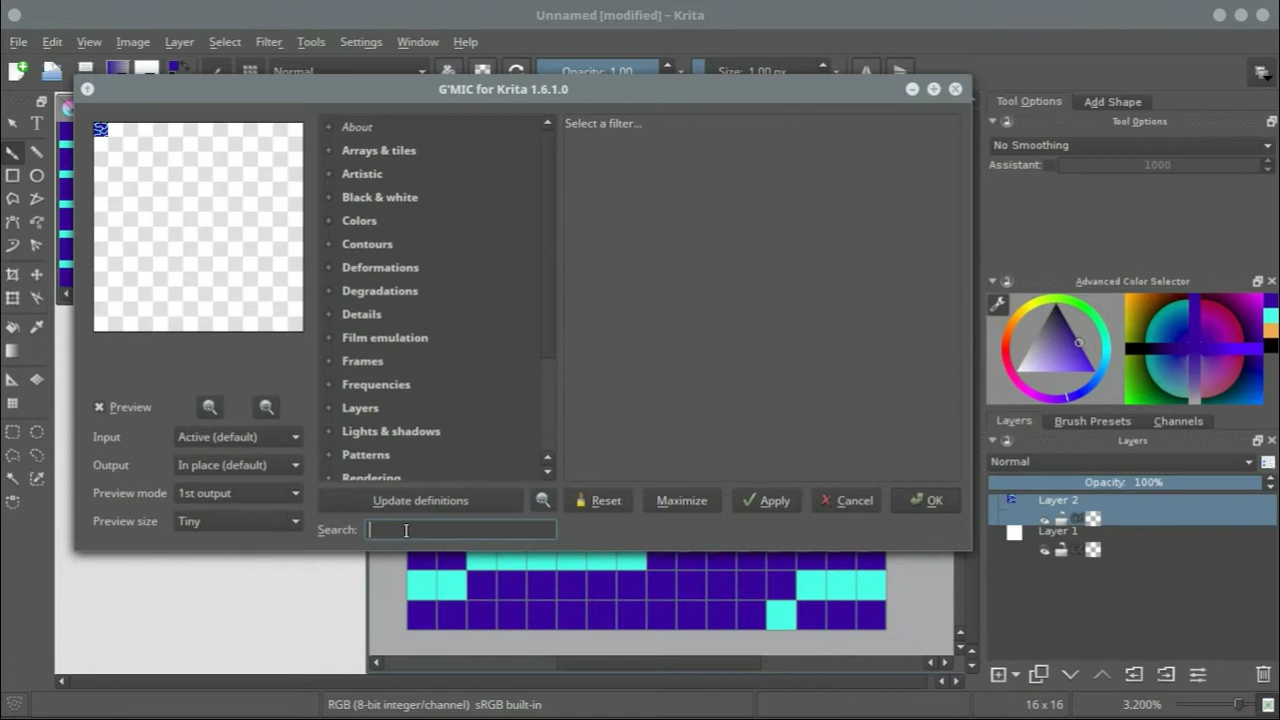 Unnamed [modified] – Krita
File Edit View Image Layer Select Filter Tools Settings Window Help
Normal Opacity: 1.00 Size: 1.00 px
G'MIC for Krita 1.6.1.0
About
Arrays & tiles
Artistic
Black & white
Colors
Contours
Deformations
Degradations
Details
Film emulation
Frames
Frequencies
Layers
Lights & shadows
Patterns
Rendering
Select a filter...
Preview
Input Active (default)
Output In place (default)
Preview mode 1st output
Preview size Tiny
Update definitions
Reset Maximize Apply Cancel OK
Search:
Tool Options Add Shape
Tool Options
No Smoothing
Assistant: 1000
Advanced Color Selector
Layers Brush Presets Channels
Layers
Normal
Opacity: 100%
Layer 2
Layer 1
RGB (8-bit integer/channel) sRGB built-in
16 x 16 3,200%